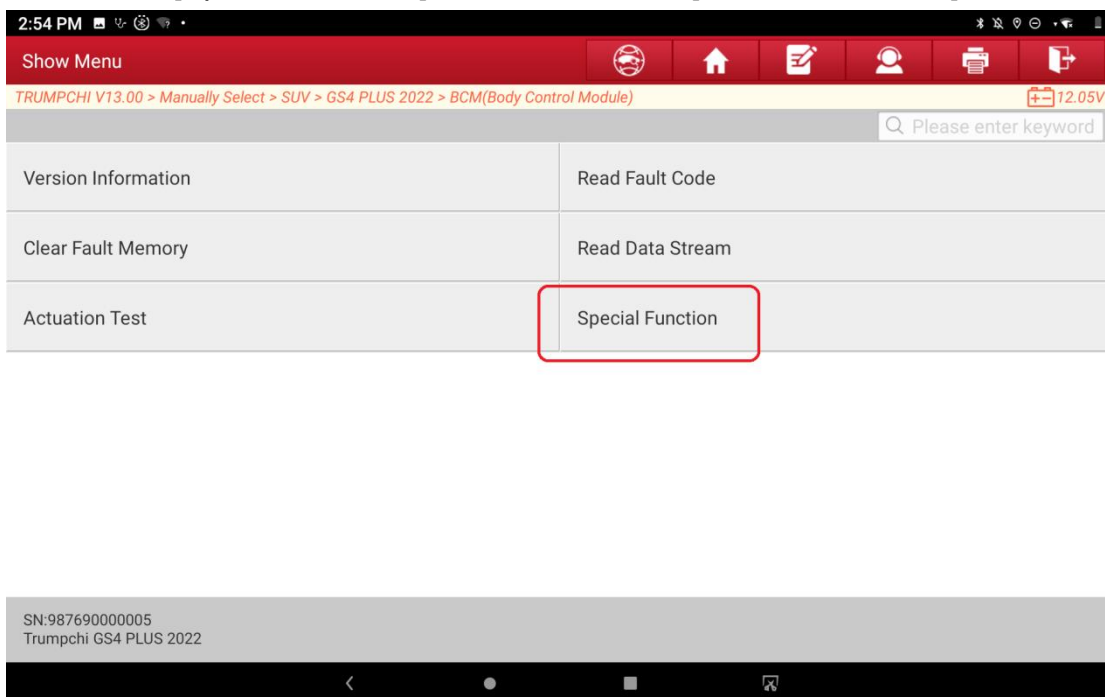 2:54 PM
Show Menu
TRUMPCHI V13.00 > Manually Select > SUV > GS4 PLUS 2022 > BCM(Body Control Module)
12.05V
Please enter keyword
Version Information
Read Fault Code
Clear Fault Memory
Read Data Stream
Actuation Test
Special Function
SN:987690000005
Trumpchi GS4 PLUS 2022